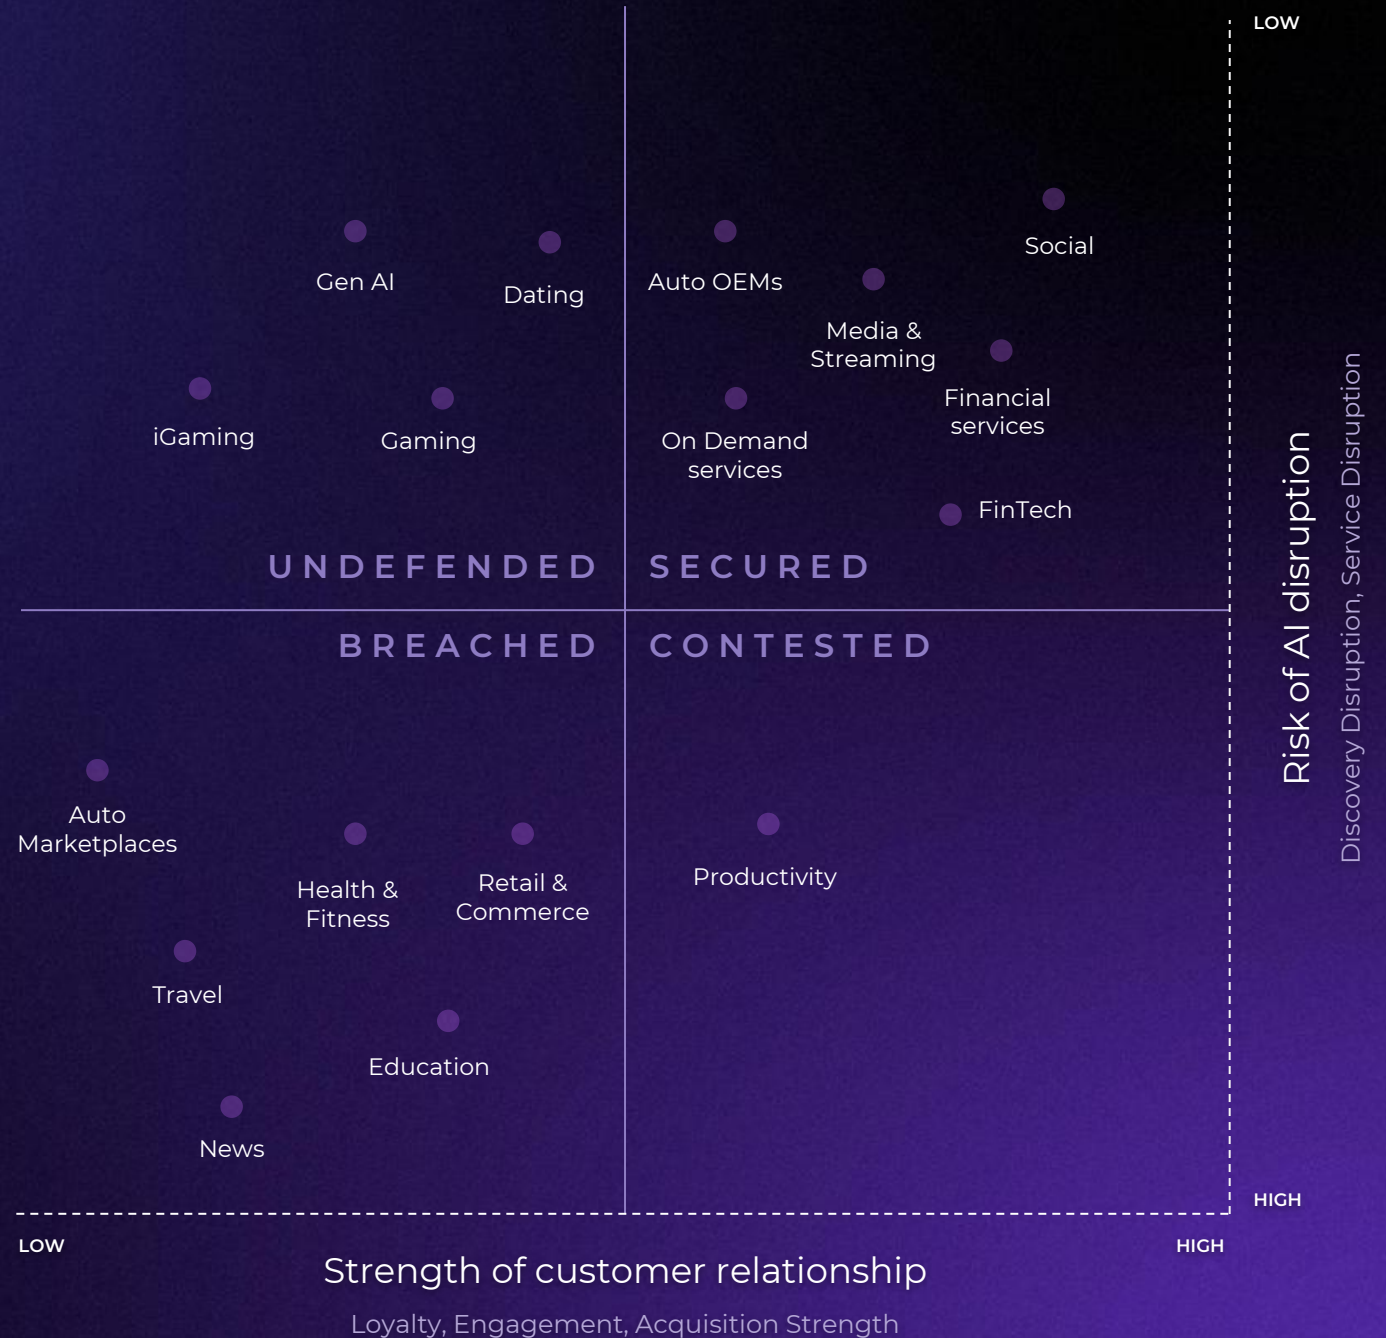 LOW
Social
Gen AI
Dating
Auto OEMs
Media &
Streaming
Financial
services
iGaming
Gaming
On Demand
services
FinTech
UNDEFENDED
SECURED
BREACHED
CONTESTED
Risk of AI disruption
Discovery Disruption, Service Disruption
Auto
Marketplaces
Health &
Fitness
Retail &
Commerce
Productivity
Travel
Education
News
HIGH
LOW
HIGH
Strength of customer relationship
Loyalty, Engagement, Acquisition Strength